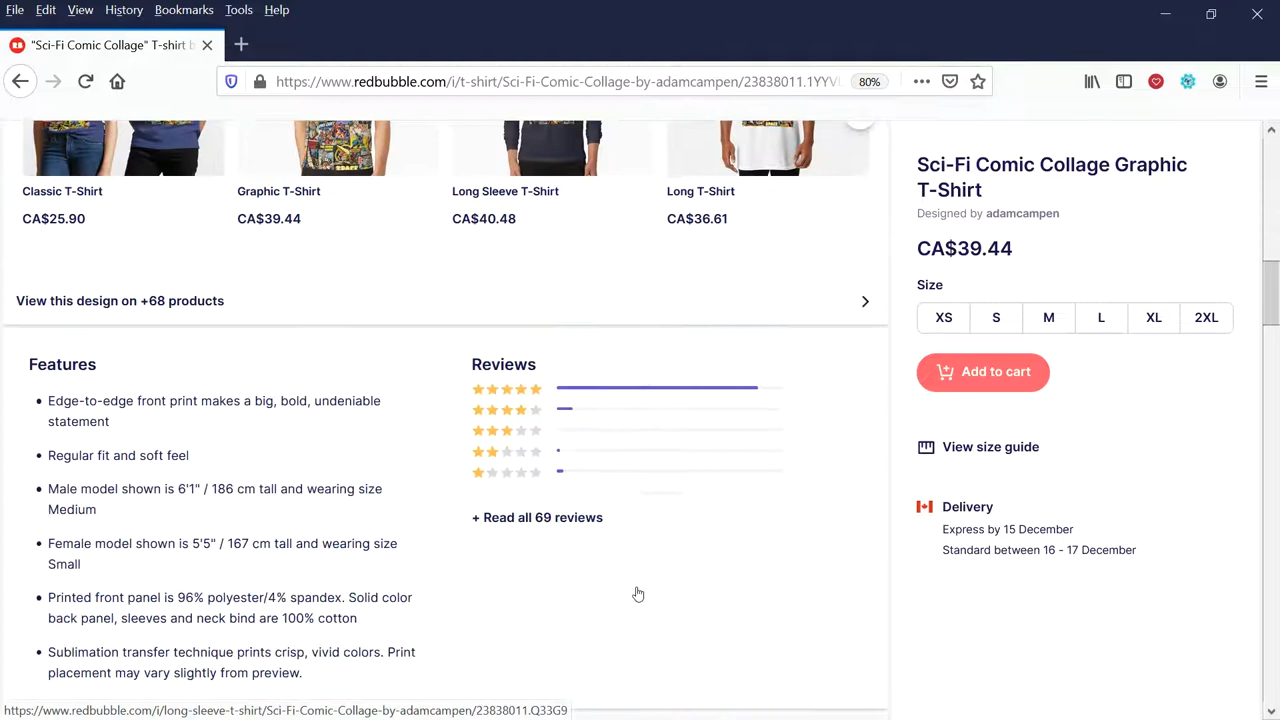 File Edit View History Bookmarks Tools Help
"Sci-Fi Comic Collage" T-shirt b
https://www.redbubble.com/i/t-shirt/Sci-Fi-Comic-Collage-by-adamcampen/23838011.1YYV
80%
Classic T-Shirt
CA$25.90
Graphic T-Shirt
CA$39.44
Long Sleeve T-Shirt
CA$40.48
Long T-Shirt
CA$36.61
View this design on +68 products
Features
• Edge-to-edge front print makes a big, bold, undeniable
statement
• Regular fit and soft feel
• Male model shown is 6'1" / 186 cm tall and wearing size
Medium
• Female model shown is 5'5" / 167 cm tall and wearing size
Small
• Printed front panel is 96% polyester/4% spandex. Solid color
back panel, sleeves and neck bind are 100% cotton
• Sublimation transfer technique prints crisp, vivid colors. Print
placement may vary slightly from preview.
Reviews
+ Read all 69 reviews
Sci-Fi Comic Collage Graphic
T-Shirt
Designed by adamcampen
CA$39.44
Size
XS S M L XL 2XL
Add to cart
View size guide
Delivery
Express by 15 December
Standard between 16 - 17 December
https://www.redbubble.com/i/long-sleeve-t-shirt/Sci-Fi-Comic-Collage-by-adamcampen/23838011.Q33G9